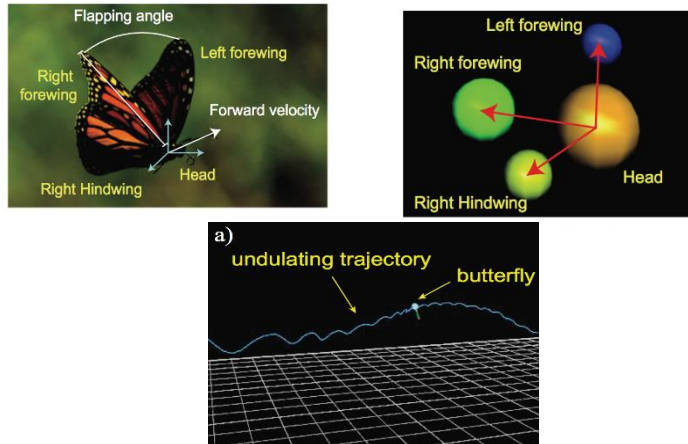 Flapping angle
Left forewing
Right
forewing
Forward velocity
Right Hindwing
Head
Left forewing
Right forewing
Right Hindwing
Head
a)
undulating trajectory
butterfly